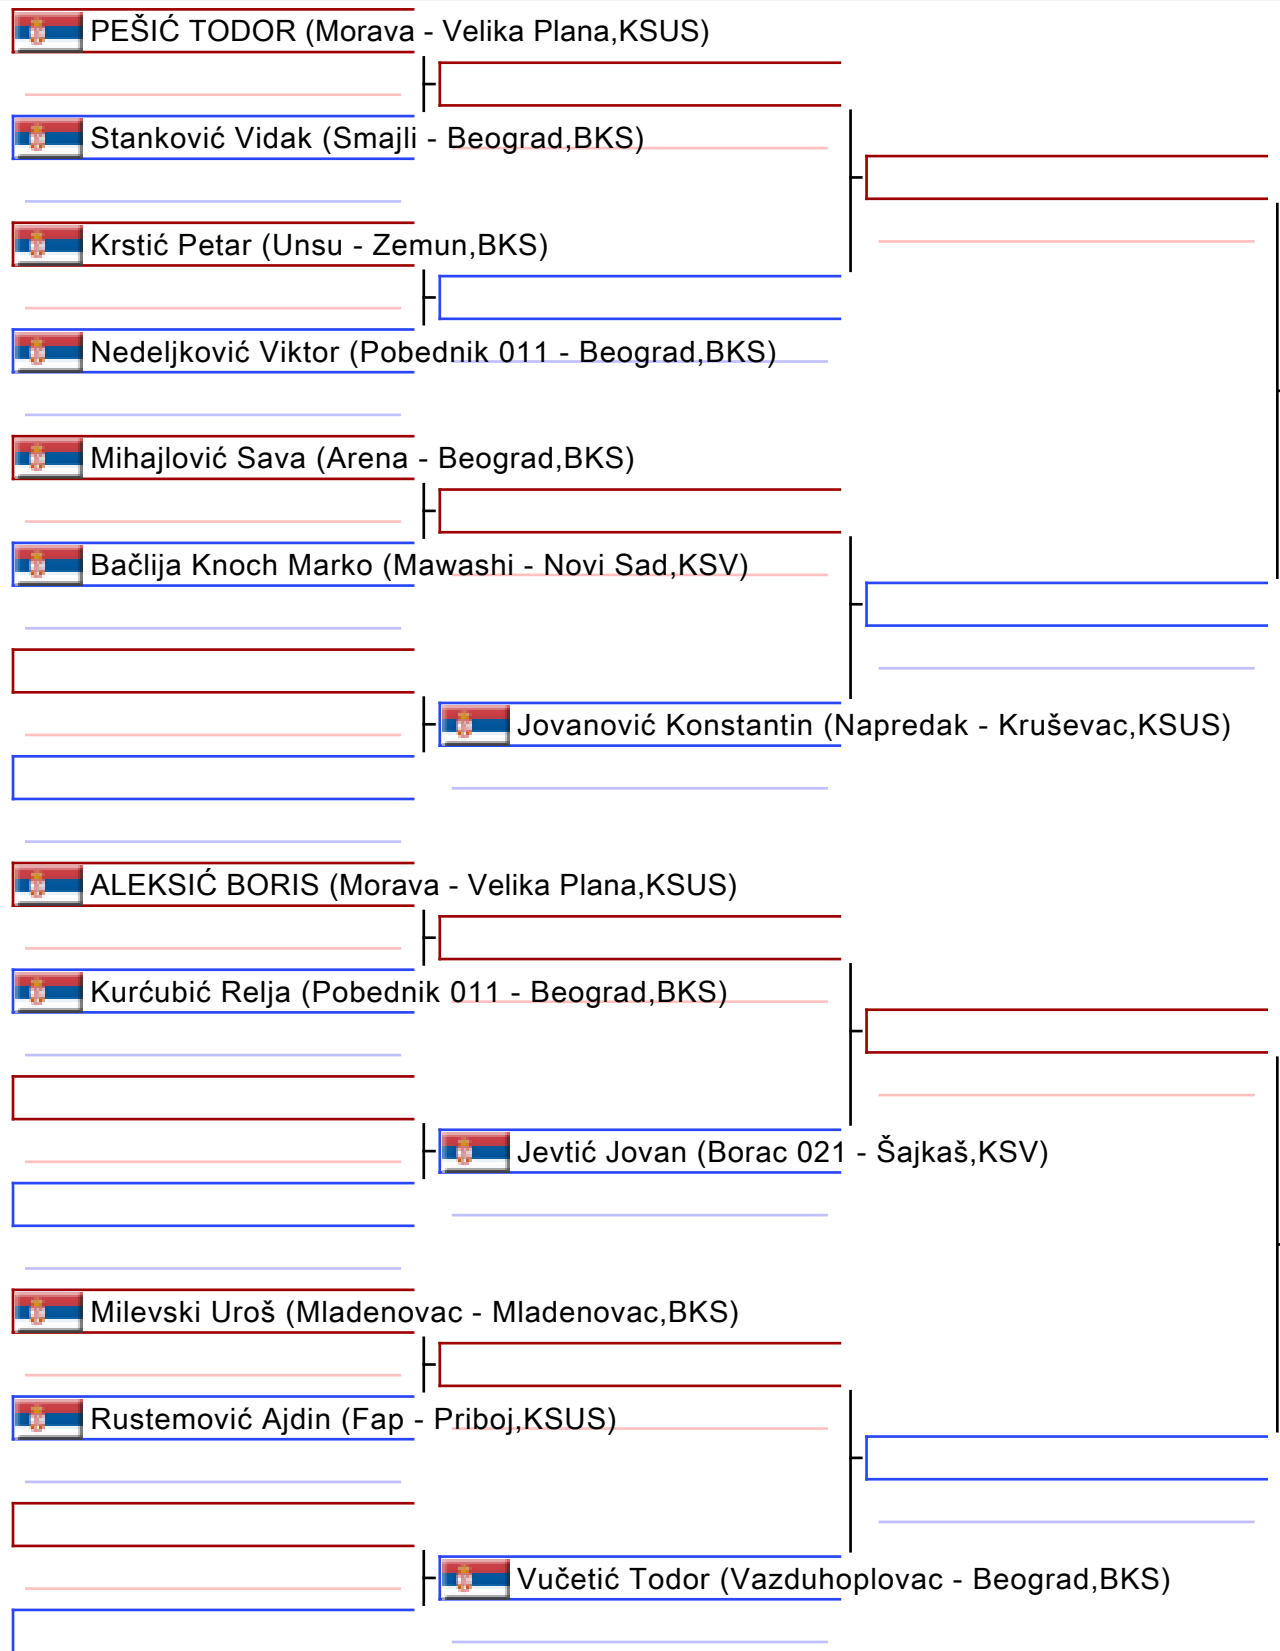 PEŠIĆ TODOR (Morava - Velika Plana,KSUS)
Stanković Vidak (Smajli - Beograd,BKS)
Krstić Petar (Unsu - Zemun,BKS)
Nedeljković Viktor (Pobednik 011 - Beograd,BKS)
Mihajlović Sava (Arena - Beograd,BKS)
Bačlija Knoch Marko (Mawashi - Novi Sad,KSV)
Jovanović Konstantin (Napredak - Kruševac,KSUS)
ALEKSIĆ BORIS (Morava - Velika Plana,KSUS)
Kurćubić Relja (Pobednik 011 - Beograd,BKS)
Jevtić Jovan (Borac 021 - Šajkaš,KSV)
Milevski Uroš (Mladenovac - Mladenovac,BKS)
Rustemović Ajdin (Fap - Priboj,KSUS)
Vučetić Todor (Vazduhoplovac - Beograd,BKS)